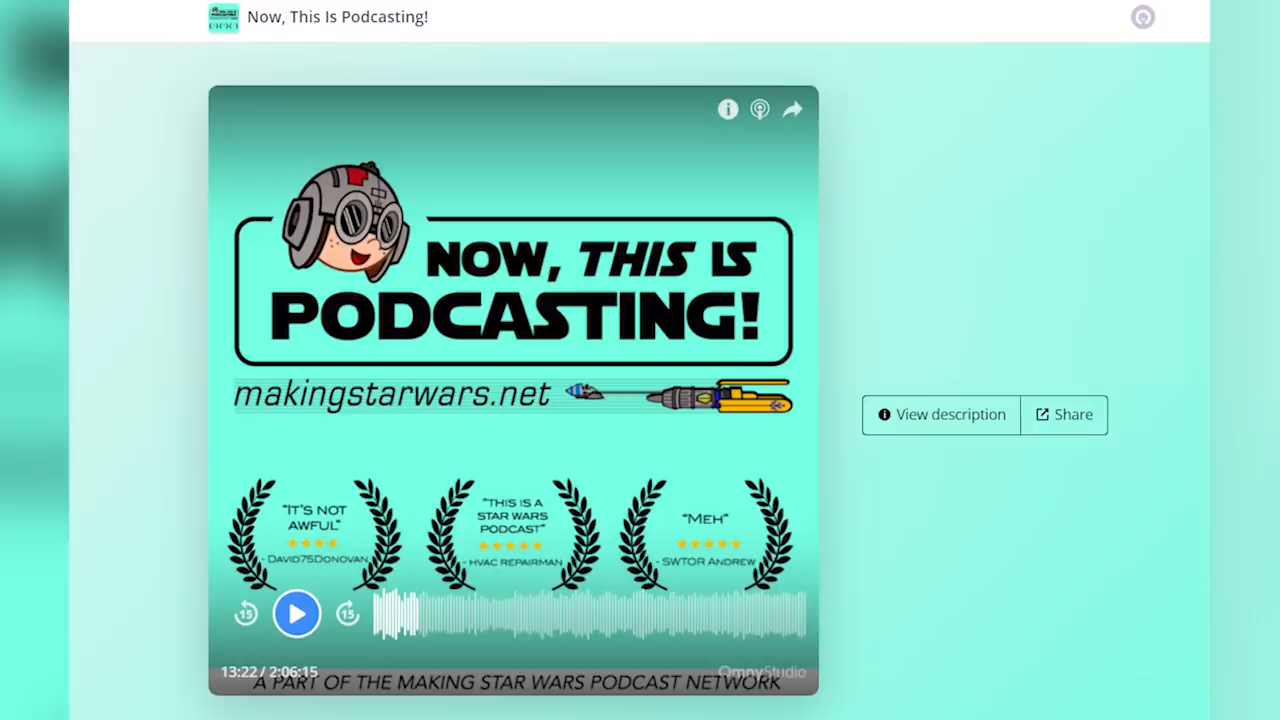 Now, This Is Podcasting!
NOW, THIS IS
PODCASTING!
makingstarwars.net
View description
Share
"IT'S NOT
AWFUL"
- DAVID75DONOVAN
"THIS IS A
STAR WARS
PODCAST"
- HVAC REPAIRMAN
"MEH"
- SWTOR ANDREW
15
15
13:22 / 2:06:15
OmnyStudio
A PART OF THE MAKING STAR WARS PODCAST NETWORK